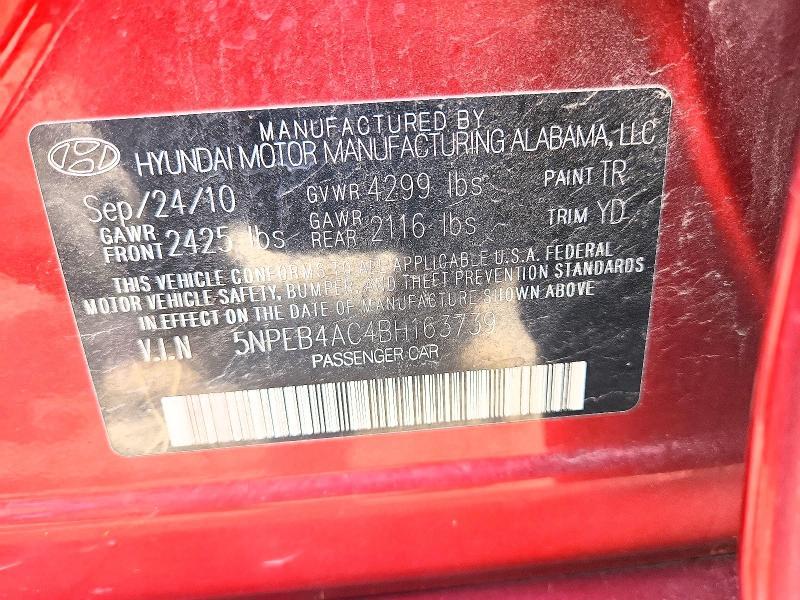 MANUFACTURED BY
HYUNDAI MOTOR MANUFACTURING ALABAMA, LLC
Sep/24/10 GVWR 4299 lbs PAINT TR
GAWR FRONT 2425 lbs GAWR REAR 2116 lbs TRIM YD
THIS VEHICLE CONFORMS TO ALL APPLICABLE U.S.A. FEDERAL
MOTOR VEHICLE SAFETY, BUMPER, AND THEFT PREVENTION STANDARDS
IN EFFECT ON THE DATE OF MANUFACTURE SHOWN ABOVE
V.I.N 5NPEB4AC4BH163739
PASSENGER CAR